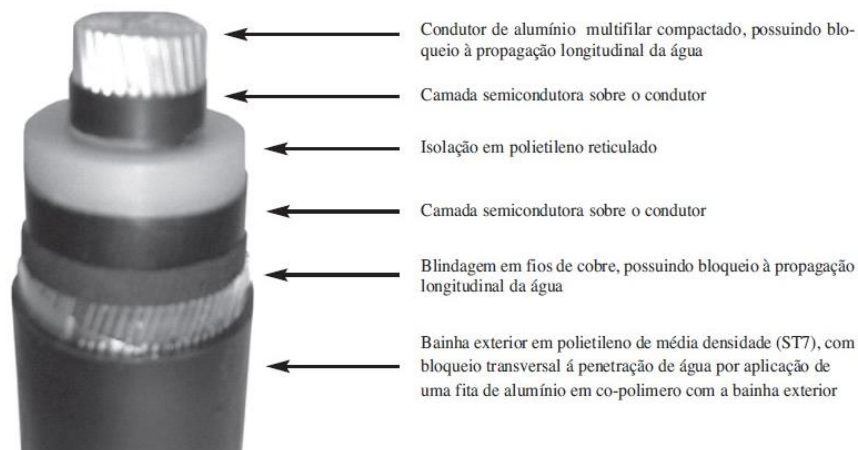 Condutor de alumínio multifilar compactado, possuindo blo-
queio à propagação longitudinal da água
Camada semicondutora sobre o condutor
Isolação em polietileno reticulado
Camada semicondutora sobre o condutor
Blindagem em fios de cobre, possuindo bloqueio à propagação
longitudinal da água
Bainha exterior em polietileno de média densidade (ST7), com
bloqueio transversal á penetração de água por aplicação de
uma fita de alumínio em co-polimero com a bainha exterior